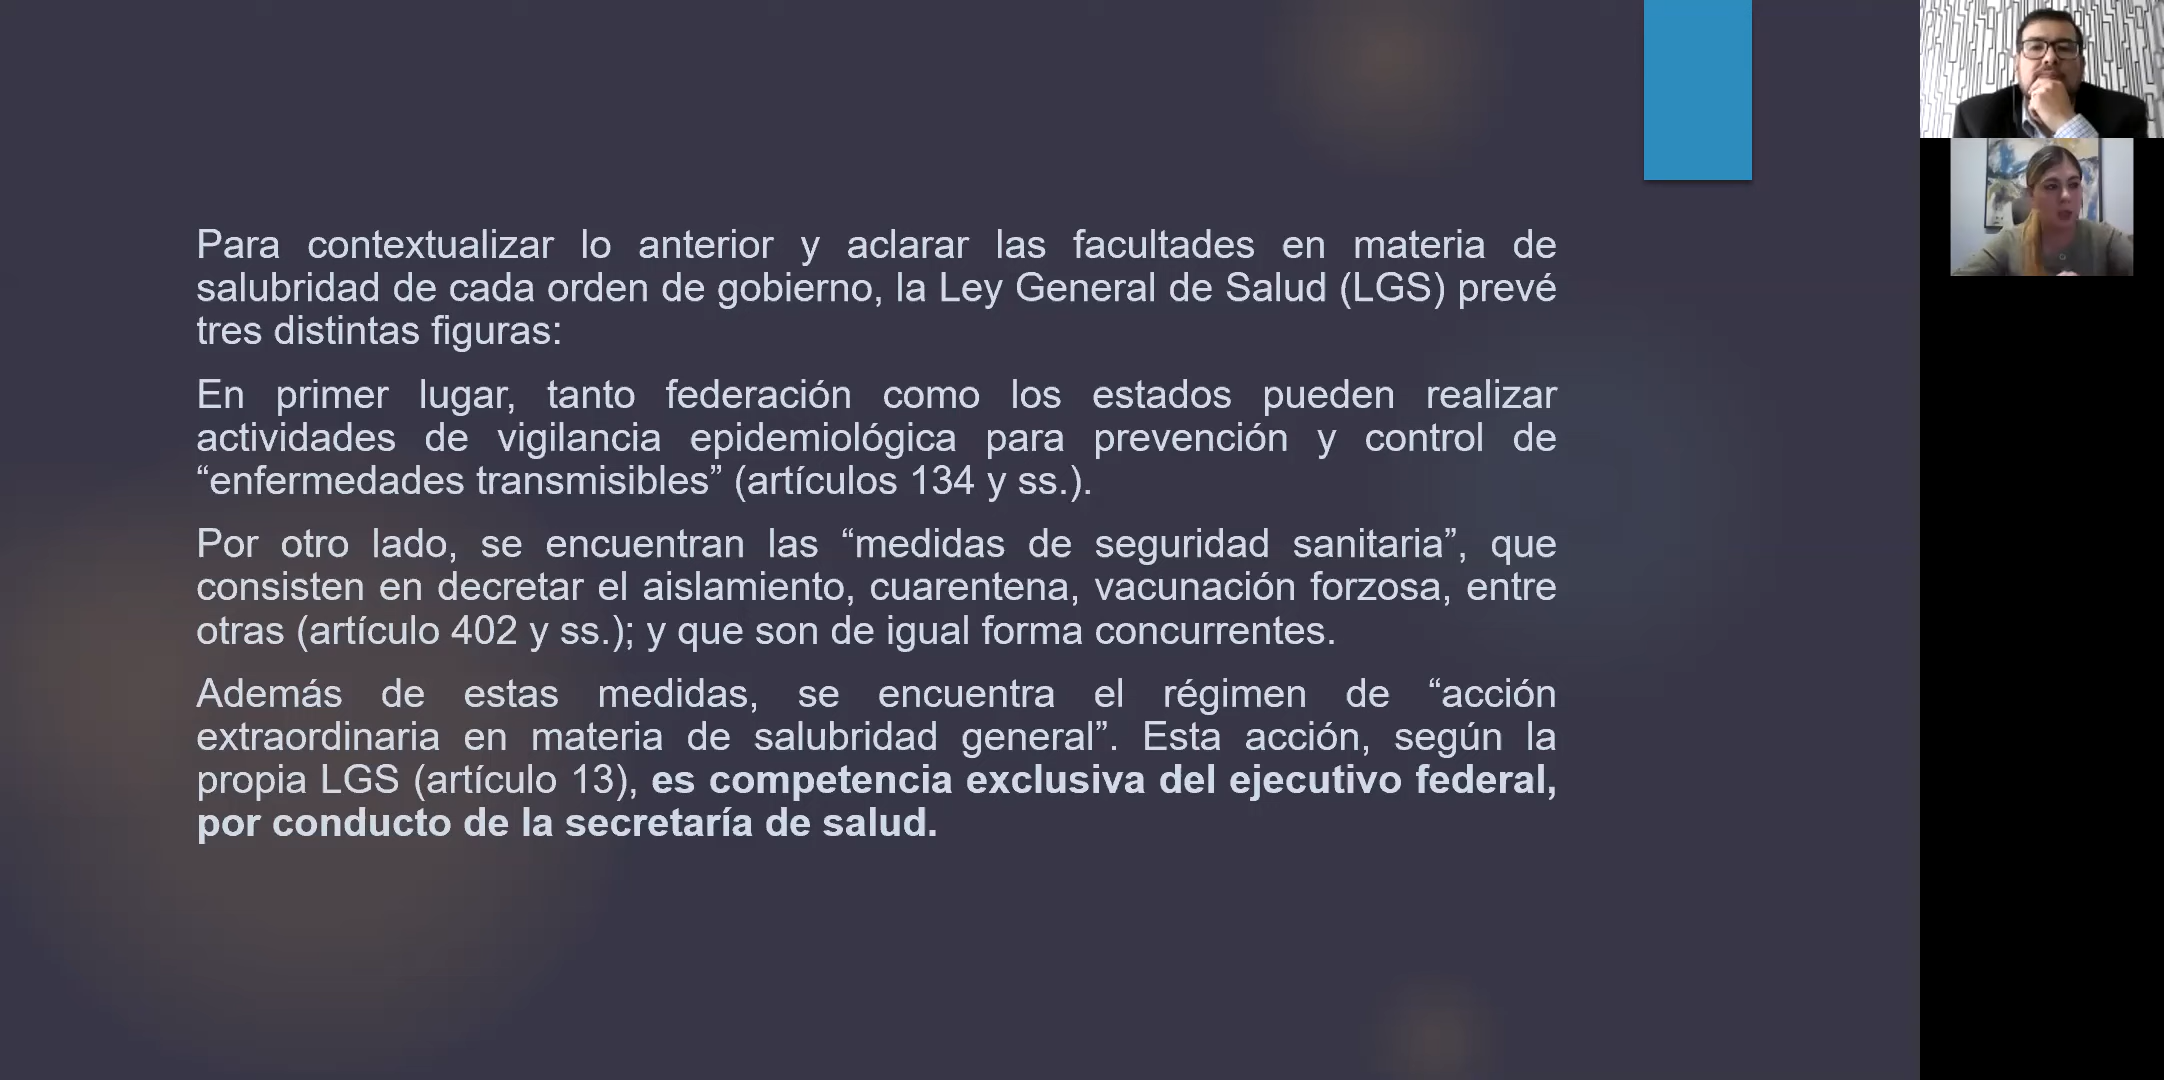 Para contextualizar lo anterior y aclarar las facultades en materia de
salubridad de cada orden de gobierno, la Ley General de Salud (LGS) prevé
tres distintas figuras:
En primer lugar, tanto federación como los estados pueden realizar
actividades de vigilancia epidemiológica para prevención y control de
“enfermedades transmisibles” (artículos 134 y ss.).
Por otro lado, se encuentran las “medidas de seguridad sanitaria”, que
consisten en decretar el aislamiento, cuarentena, vacunación forzosa, entre
otras (artículo 402 y ss.); y que son de igual forma concurrentes.
Además de estas medidas, se encuentra el régimen de “acción
extraordinaria en materia de salubridad general”. Esta acción, según la
propia LGS (artículo 13), es competencia exclusiva del ejecutivo federal,
por conducto de la secretaría de salud.